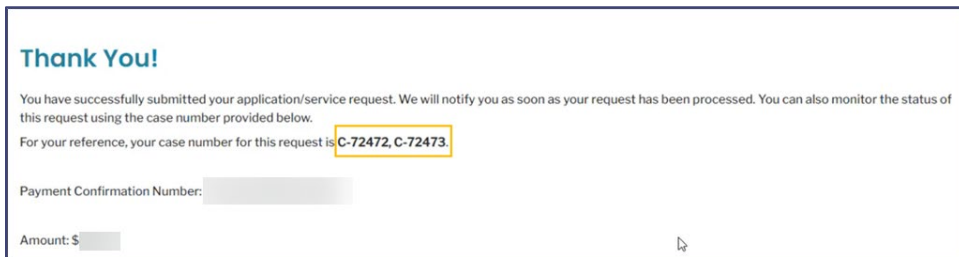 Thank You!
You have successfully submitted your application/service request. We will notify you as soon as your request has been processed. You can also monitor the status of
this request using the case number provided below.
For your reference, your case number for this request is C-72472, C-72473.
Payment Confirmation Number:
Amount: $